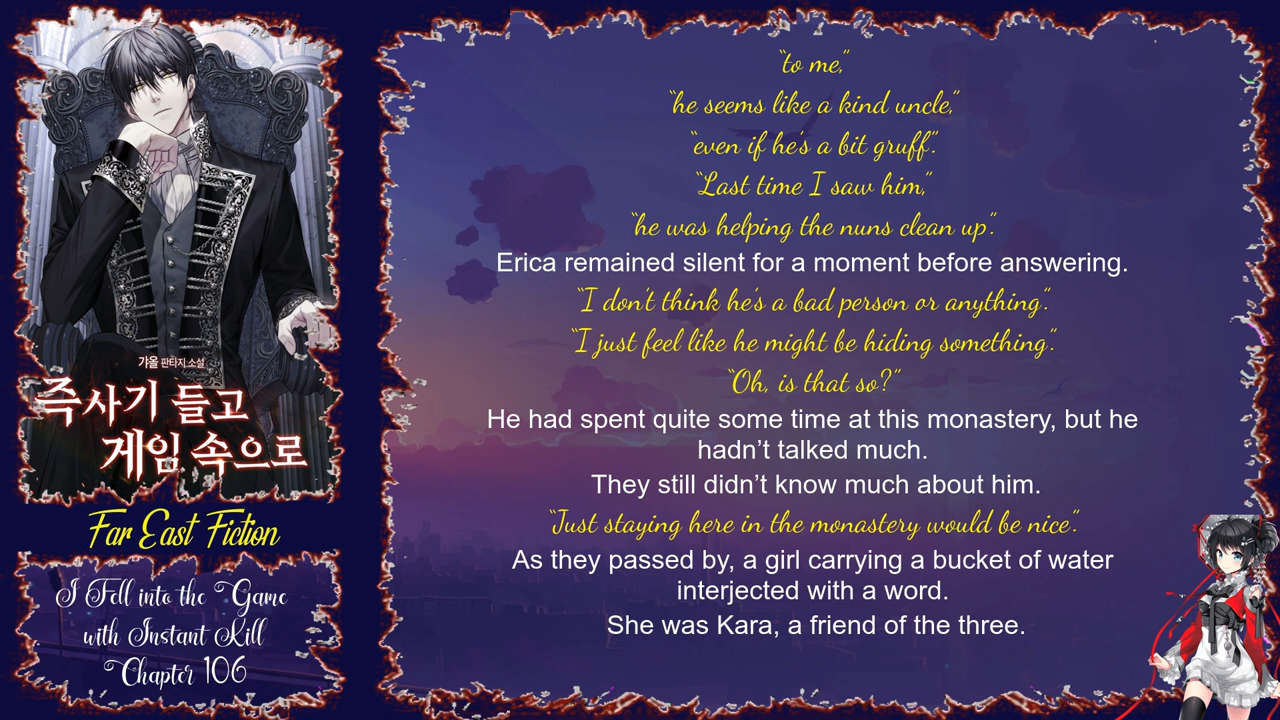 갸올 판타지 소설
즉사기 들고
게임 속으로
Far East Fiction
I Fell into the Game
with Instant Kill
Chapter 106
“to me,”
“he seems like a kind uncle,”
“even if he’s a bit gruff”.
“Last time I saw him,”
“he was helping the nuns clean up”.
Erica remained silent for a moment before answering.
“I don’t think he’s a bad person or anything”.
“I just feel like he might be hiding something”.
“Oh, is that so?”
He had spent quite some time at this monastery, but he
hadn’t talked much.
They still didn’t know much about him.
“Just staying here in the monastery would be nice”.
As they passed by, a girl carrying a bucket of water
interjected with a word.
She was Kara, a friend of the three.